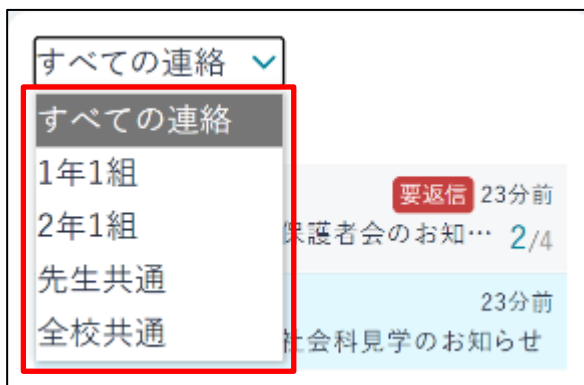 すべての連絡
すべての連絡
1年1組
要返信 23分前
2年1組
保護者会のお知… 2/4
先生共通
23分前
全校共通
社会科見学のお知らせ